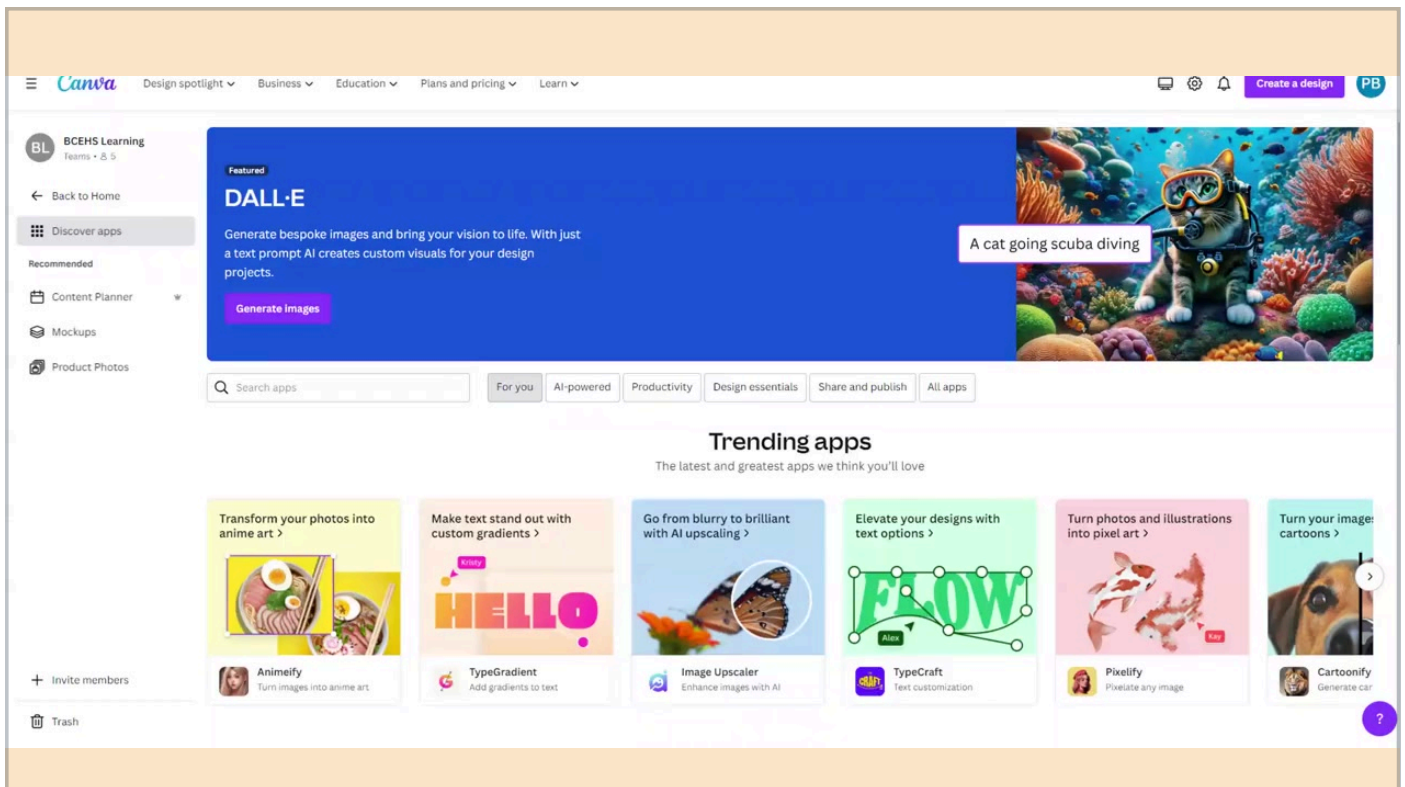 Canva Design spotlight Business Education Plans and pricing Learn Create a design PB
BL BCEHS Learning
Teams • 5
Back to Home
Discover apps
Recommended
Content Planner
Mockups
Product Photos
Invite members
Trash
Featured
DALL·E
Generate bespoke images and bring your vision to life. With just
a text prompt AI creates custom visuals for your design
projects.
Generate images
A cat going scuba diving
Search apps For you AI-powered Productivity Design essentials Share and publish All apps
Trending apps
The latest and greatest apps we think you'll love
Transform your photos into
anime art >
Animeify
Turn images into anime art
Make text stand out with
custom gradients >
Kristy
HELLO
TypeGradient
Add gradients to text
Go from blurry to brilliant
with AI upscaling >
Image Upscaler
Enhance images with AI
Elevate your designs with
text options >
FLOW
Alex
CRAFT
TypeCraft
Text customization
Turn photos and illustrations
into pixel art >
Kay
Pixelify
Pixelate any image
Turn your images
cartoons >
Cartoonify
Generate car
?